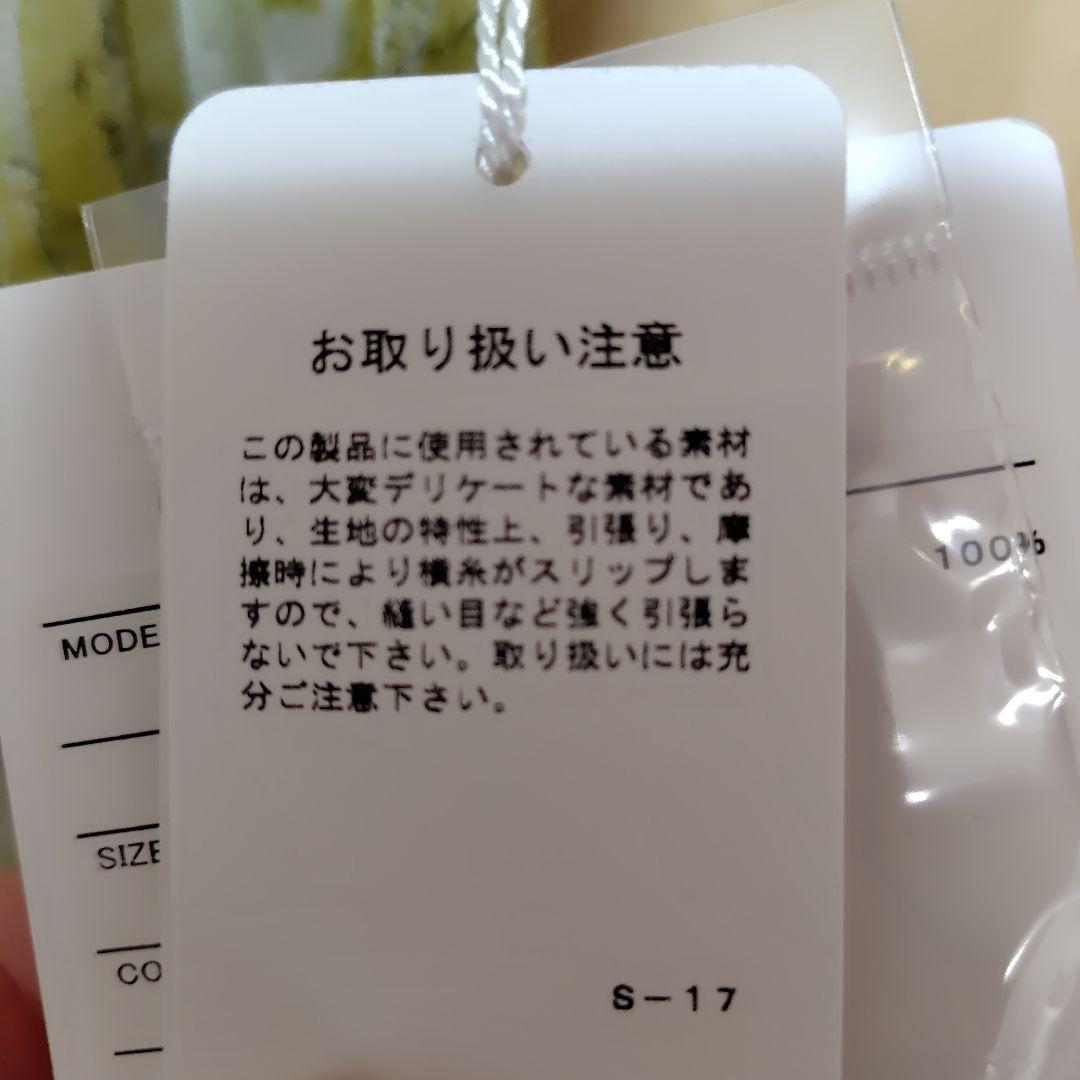 お取り扱い注意
この製品に使用されている素材
は、大変デリケートな素材であ
り、生地の特性上、引張り、摩
擦時により横糸がスリップしま
すので、縫い目など強く引張ら
ないで下さい。取り扱いには充
分ご注意下さい。
S-17
MODE
SIZE
CO
100%